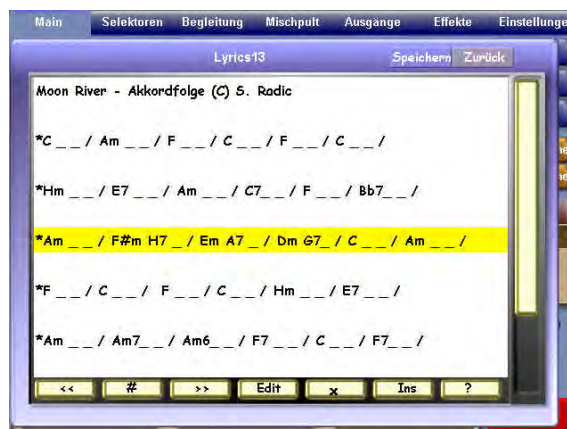 Main Selektoren Begleitung Mischpult Ausgänge Effekte Einstellunge
Lyrics13 Speichern Zurück
Moon River - Akkordfolge (C) S. Radic
*C _ _ / Am _ _ / F _ _ / C _ _ / F _ _ / C _ _ /
*Hm _ _ / E7 _ _ / Am _ _ / C7_ _ / F _ _ / Bb7_ _ /
*Am _ _ / F#m H7 _ / Em A7 _ / Dm G7_ / C _ _ / Am _ _ /
*F _ _ / C _ _ / F _ _ / C _ _ / Hm _ _ / E7 _ _ /
*Am _ _ / Am7_ _ / Am6_ _ / F7 _ _ / C _ _ / F7_ _ /
<< # >> Edit x Ins ?